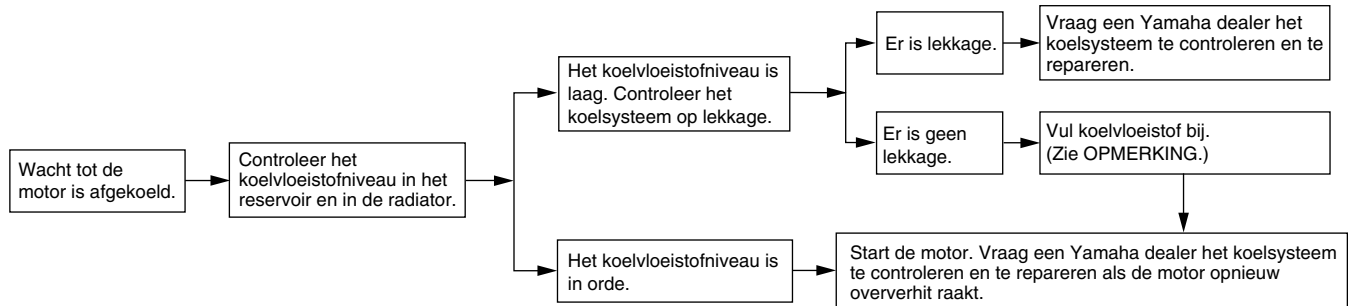 Wacht tot de
motor is afgekoeld.
Controleer het
koelvloeistofniveau in het
reservoir en in de radiator.
Het koelvloeistofniveau is
laag. Controleer het
koelsysteem op lekkage.
Er is lekkage.
Vraag een Yamaha dealer het
koelsysteem te controleren en te
repareren.
Er is geen
lekkage.
Vul koelvloeistof bij.
(Zie OPMERKING.)
Het koelvloeistofniveau is
in orde.
Start de motor. Vraag een Yamaha dealer het koelsysteem
te controleren en te repareren als de motor opnieuw
oververhit raakt.